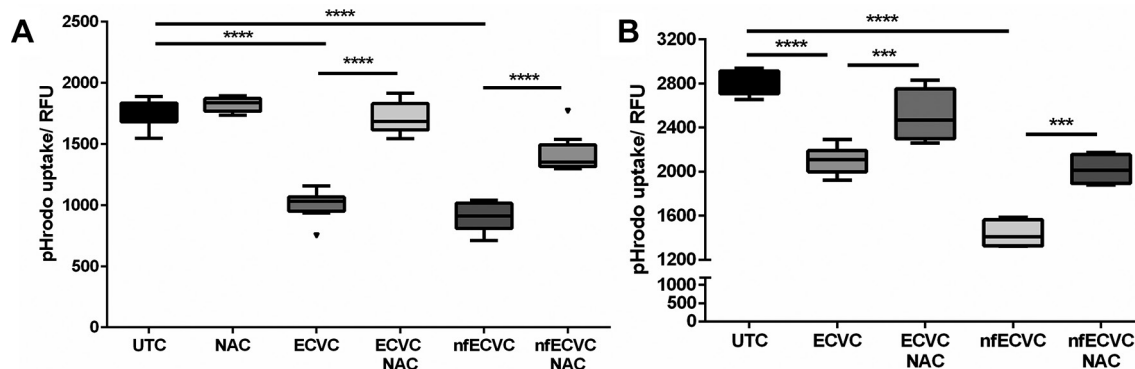 A
pHrodo uptake/ RFU
2500
2000
1500
1000
500
0
****
****
****
****
UTC
NAC
ECVC
ECVC
NAC
nfECVC
nfECVC
NAC
B
pHrodo uptake/ RFU
3200
2800
2400
2000
1600
1200
1000
500
0
****
****
***
***
UTC
ECVC
ECVC
NAC
nfECVC
nfECVC
NAC